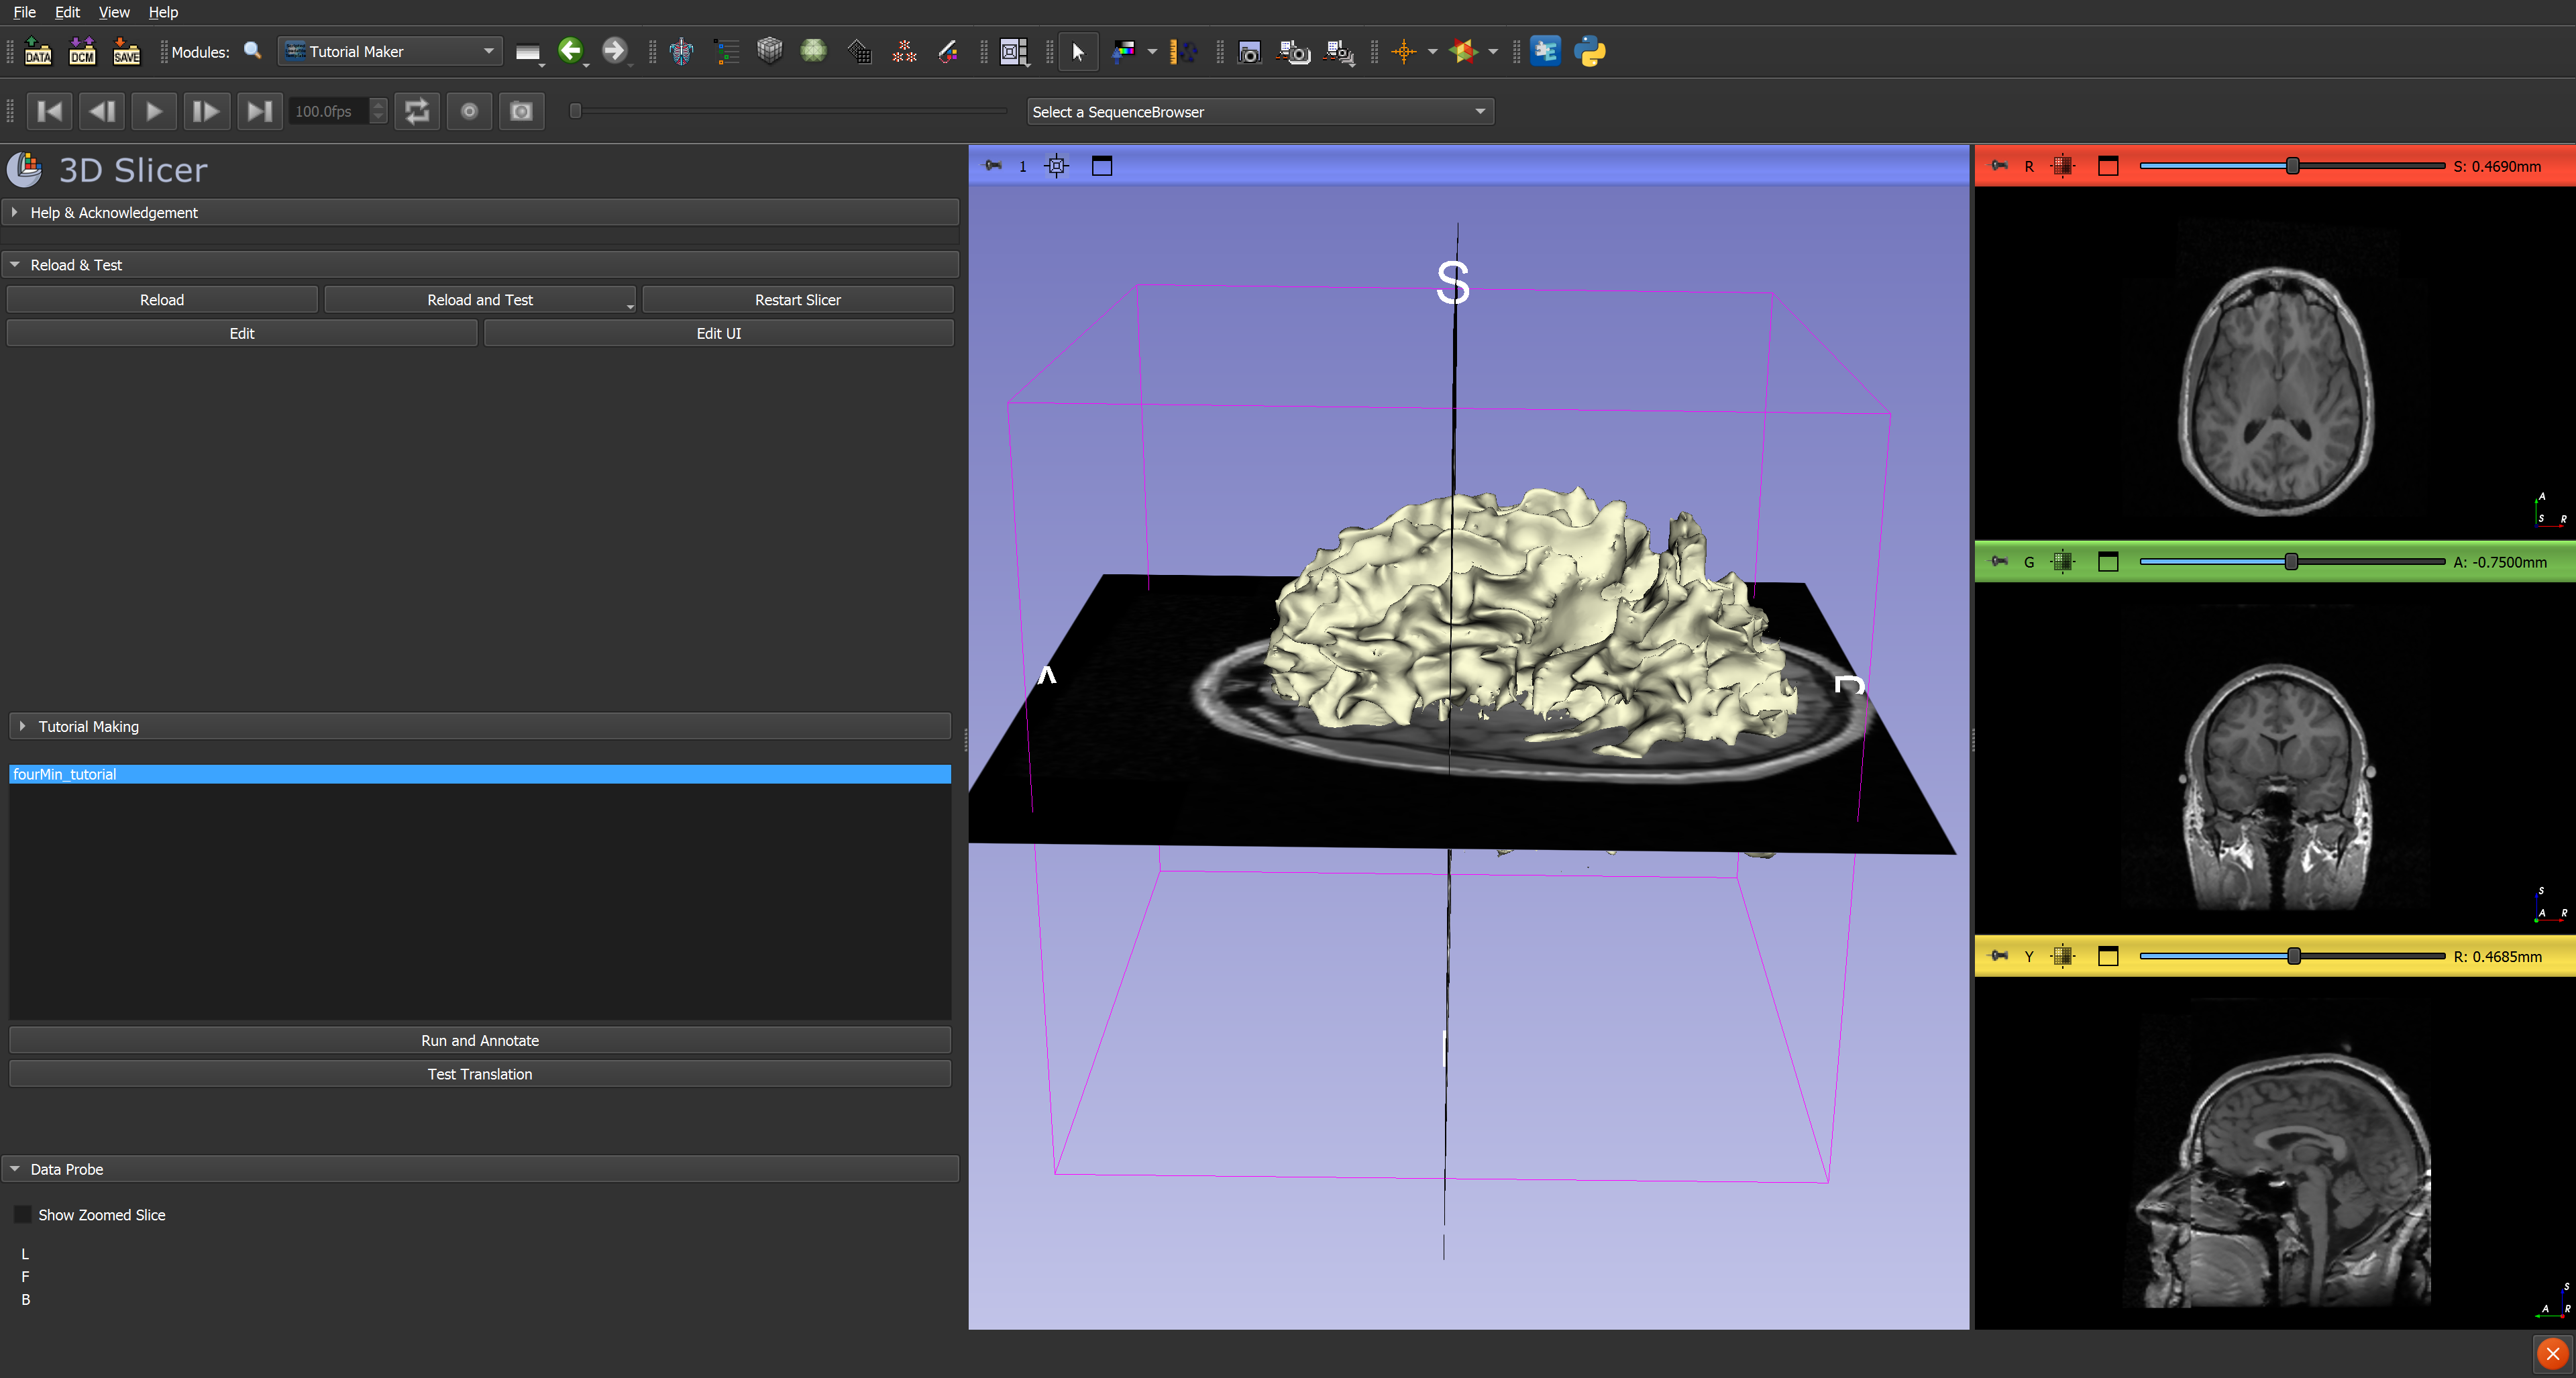 File Edit View Help
DATA DCM SAVE Modules: Tutorial Maker
100.0fps Select a SequenceBrowser
3D Slicer
Help & Acknowledgement
Reload & Test
Reload Reload and Test Restart Slicer
Edit Edit UI
Tutorial Making
fourMin_tutorial
Run and Annotate
Test Translation
Data Probe
Show Zoomed Slice
L
F
B
1
S
A
I
R S: 0.4690mm
A
S R
G A: -0.7500mm
S
A R
Y R: 0.4685mm
S
A R